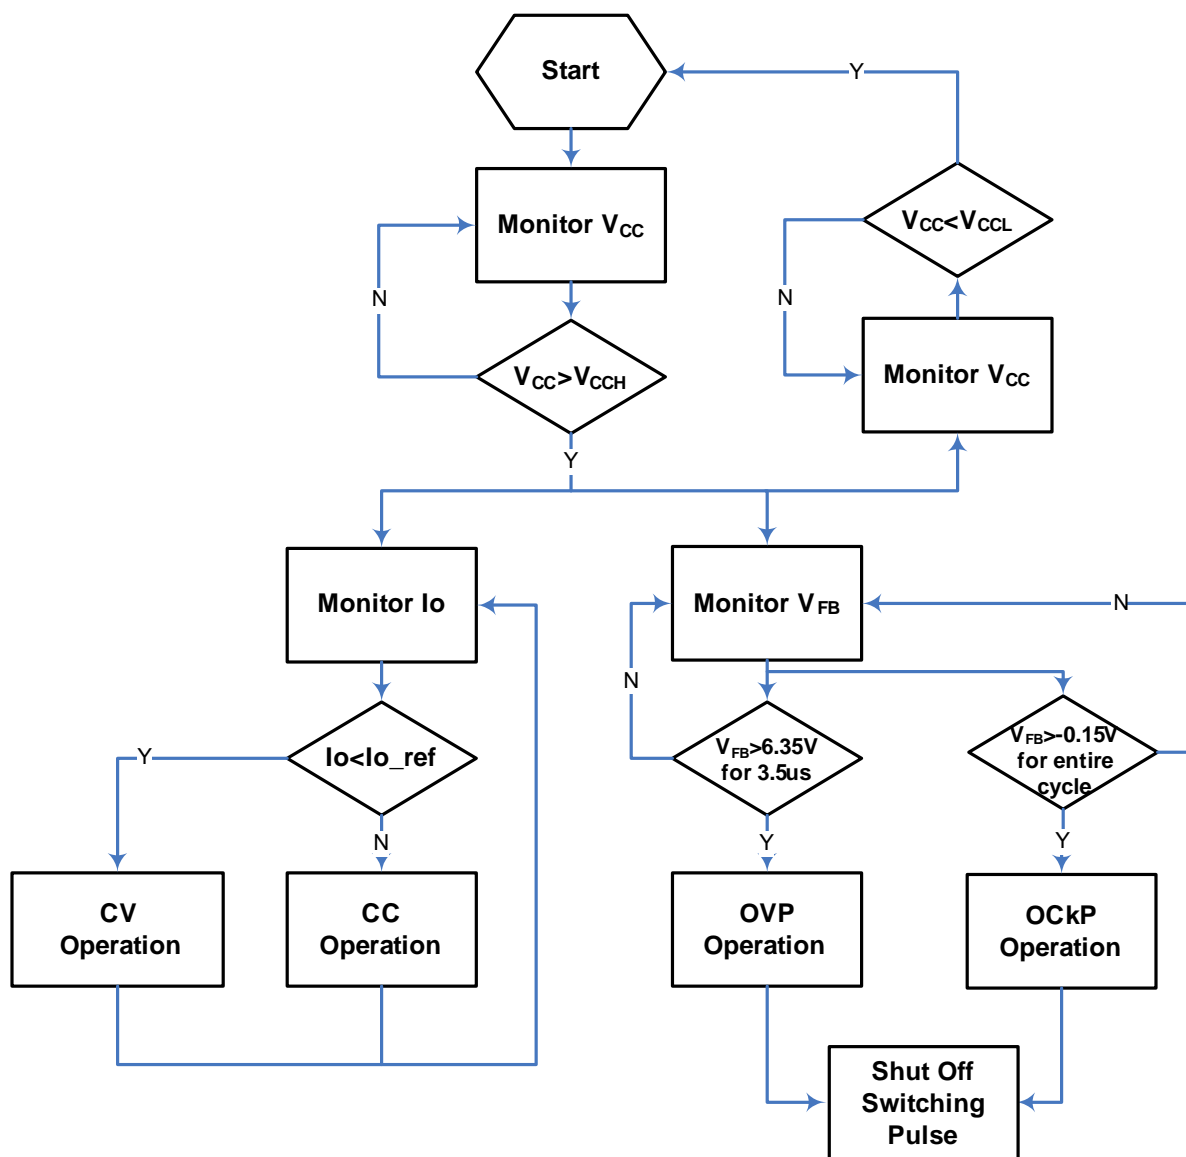 Start
Y
Monitor VCC
VCC<VCCL
N
N
VCC>VCCH
Monitor VCC
Y
Monitor Io
Monitor VFB
N
N
Io<Io_ref
Y
VFB>6.35V
for 3.5us
VFB>-0.15V
for entire
cycle
N
Y
Y
CV
Operation
CC
Operation
OVP
Operation
OCkP
Operation
Shut Off
Switching
Pulse